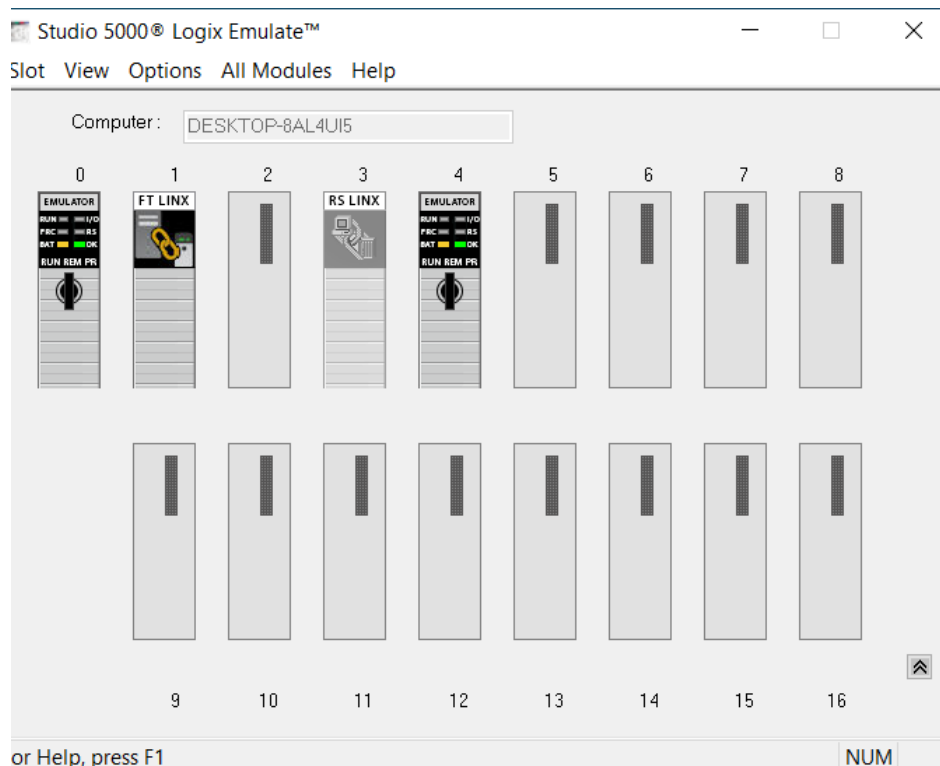 Studio 5000® Logix Emulate™
Slot View Options All Modules Help
Computer: DESKTOP-8AL4UI5
0 1 2 3 4 5 6 7 8
EMULATOR FT LINX RS LINX EMULATOR
RUN I/O RUN I/O
FRC RS FRC RS
BAT OK BAT OK
RUN REM PR RUN REM PR
9 10 11 12 13 14 15 16
or Help, press F1 NUM